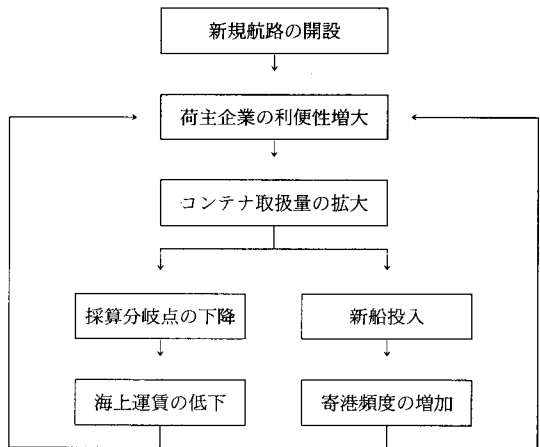 新規航路の開設
荷主企業の利便性増大
コンテナ取扱量の拡大
採算分岐点の下降
新船投入
海上運賃の低下
寄港頻度の増加